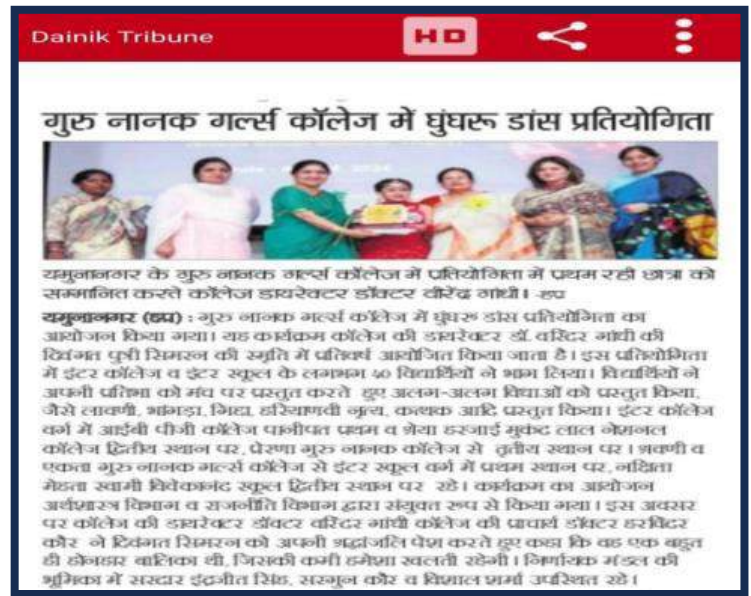 Dainik Tribune
HD
गुरु नानक गर्ल्स कॉलेज में घुंघरू डांस प्रतियोगिता
यमुनानगर के गुरु नानक गर्ल्स कॉलेज में प्रतियोगिता में प्रथम रही छात्रा को
सम्मानित करते कॉलेज डायरेक्टर डॉक्टर वीरेंद्र गांधी। -हप्र
यमुनानगर (हप्र) : गुरु नानक गर्ल्स कॉलेज में घुंघरू डांस प्रतियोगिता का
आयोजन किया गया। यह कार्यक्रम कॉलेज की डायरेक्टर डॉ. वरिंदर गांधी की
दिवंगत पुत्री सिमरन की स्मृति में प्रतिवर्ष आयोजित किया जाता है। इस प्रतियोगिता
में इंटर कॉलेज व इंटर स्कूल के लगभग 40 विद्यार्थियों ने भाग लिया। विद्यार्थियों ने
अपनी प्रतिभा को मंच पर प्रस्तुत करते हुए अलग-अलग विधाओं को प्रस्तुत किया,
जैसे लावणी, भांगड़ा, गिद्दा, हरियाणवी नृत्य, कत्थक आदि प्रस्तुत किया। इंटर कॉलेज
वर्ग में आईबी पीजी कॉलेज पानीपत प्रथम व श्रेया हरजाई मुकंद लाल नेशनल
कॉलेज द्वितीय स्थान पर, प्रेरणा गुरु नानक कॉलेज से तृतीय स्थान पर। श्रवणी व
एकता गुरु नानक गर्ल्स कॉलेज से इंटर स्कूल वर्ग में प्रथम स्थान पर, नक्षिता
मेहता स्वामी विवेकानंद स्कूल द्वितीय स्थान पर रहे। कार्यक्रम का आयोजन
अर्थशास्त्र विभाग व राजनीति विभाग द्वारा संयुक्त रूप से किया गया। इस अवसर
पर कॉलेज की डायरेक्टर डॉक्टर वरिंदर गांधी कॉलेज की प्राचार्य डॉक्टर हरविंदर
कौर ने दिवंगत सिमरन को अपनी श्रद्धांजलि पेश करते हुए कहा कि वह एक बहुत
ही होनहार बालिका थी, जिसकी कमी हमेशा खलती रहेगी। निर्णायक मंडल की
भूमिका में सरदार इंद्रजीत सिंह, सरगुन कौर व विशाल शर्मा उपस्थित रहे।